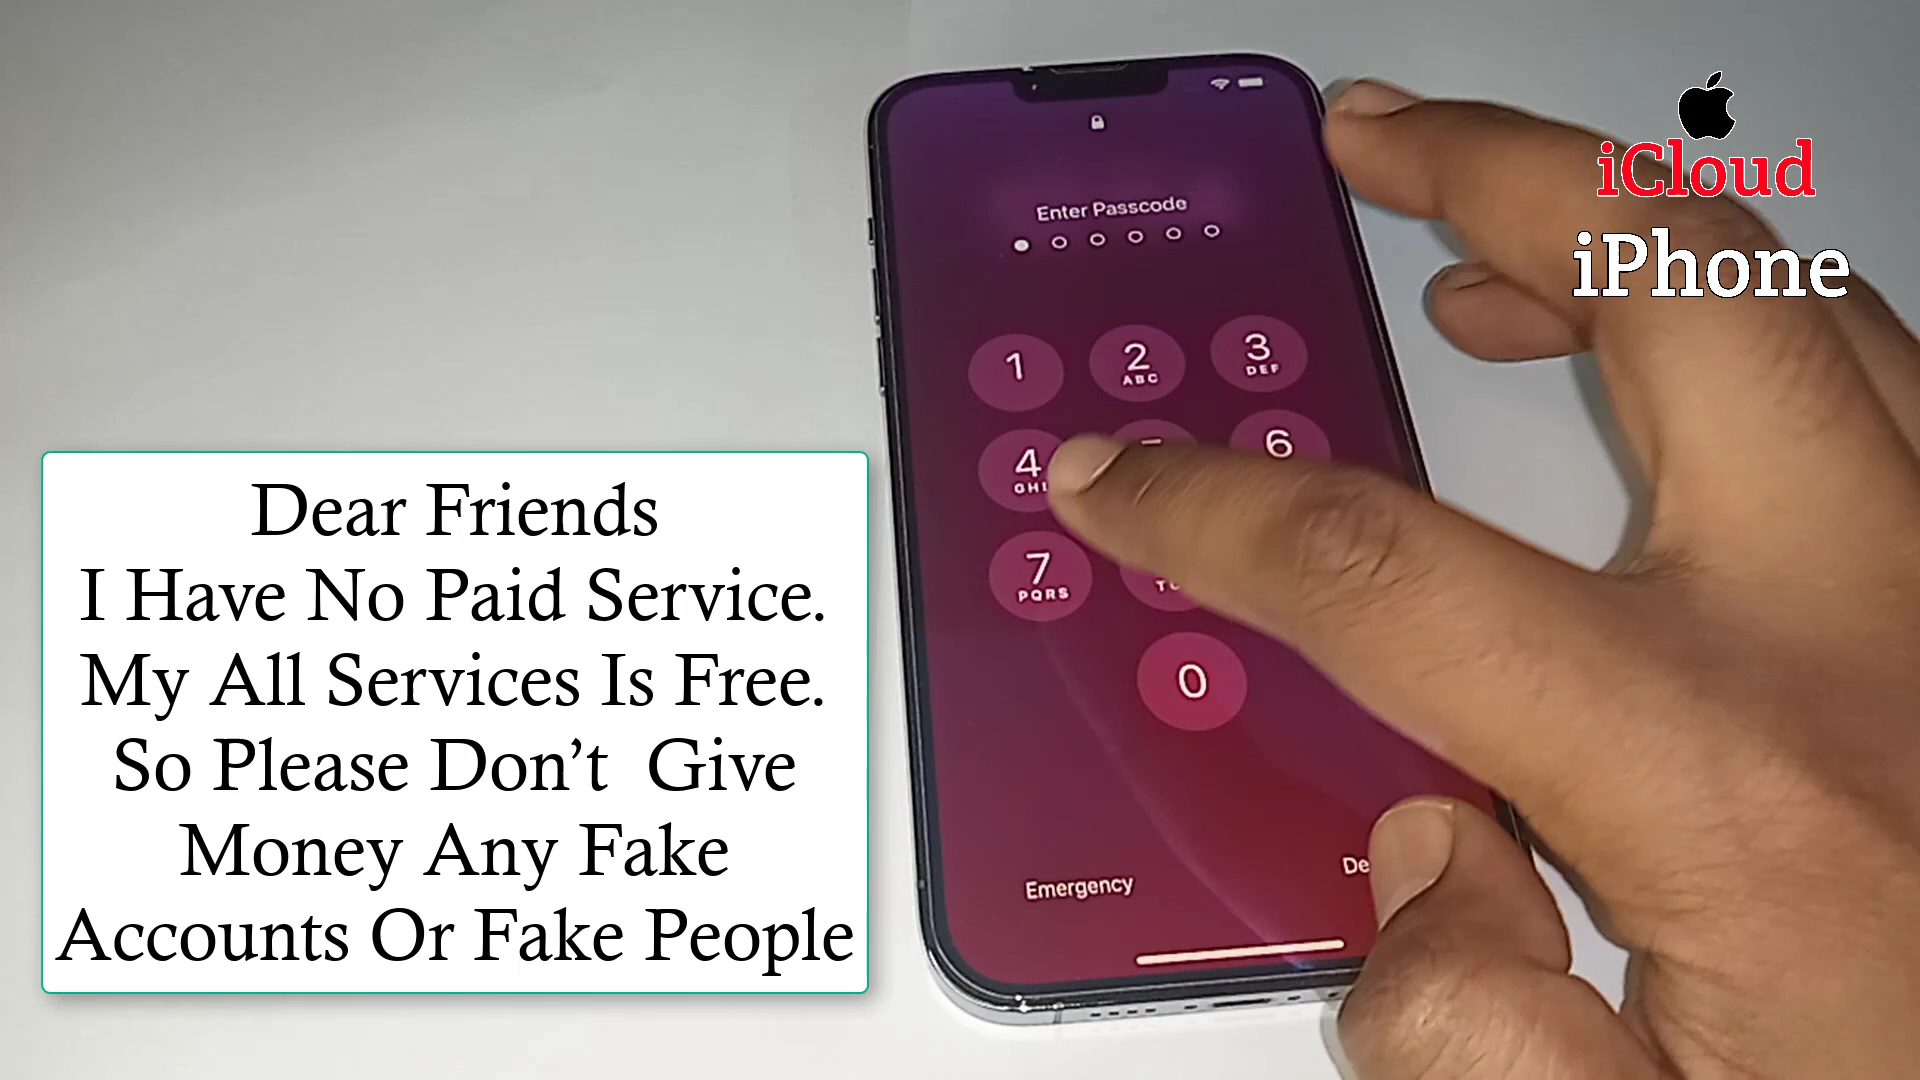 iCloud
iPhone
Enter Passcode
1
2
ABC
3
DEF
4
GHI
6
7
PQRS
0
Emergency
Dear Friends
I Have No Paid Service.
My All Services Is Free.
So Please Don’t  Give
Money Any Fake
Accounts Or Fake People